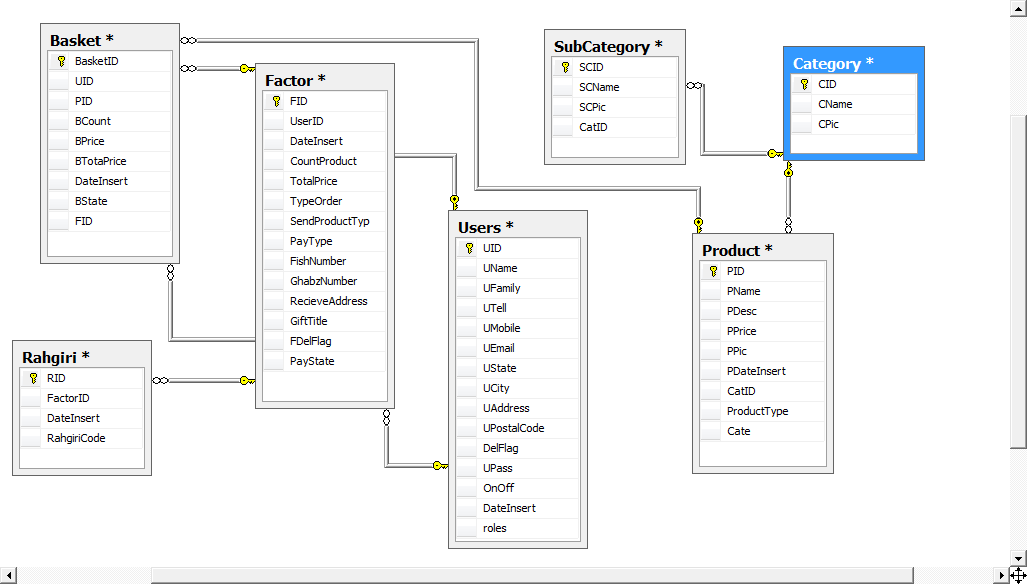 Basket *
BasketID
UID
PID
BCount
BPrice
BTotaPrice
DateInsert
BState
FID
Factor *
FID
UserID
DateInsert
CountProduct
TotalPrice
TypeOrder
SendProductTyp
PayType
FishNumber
GhabzNumber
RecieveAddress
GiftTitle
FDelFlag
PayState
Rahgiri *
RID
FactorID
DateInsert
RahgiriCode
Users *
UID
UName
UFamily
UTell
UMobile
UEmail
UState
UCity
UAddress
UPostalCode
DelFlag
UPass
OnOff
DateInsert
roles
SubCategory *
SCID
SCName
SCPic
CatID
Category *
CID
CName
CPic
Product *
PID
PName
PDesc
PPrice
PPic
PDateInsert
CatID
ProductType
Cate